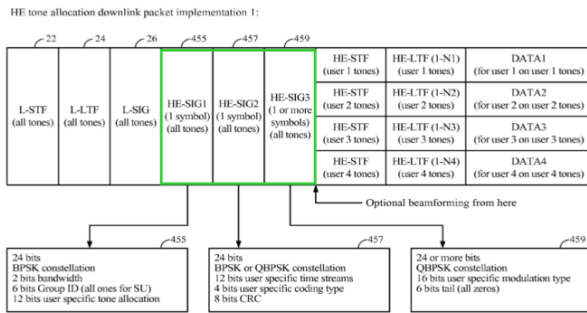 HE tone allocation downlink packet implementation 1:
22
24
26
455
457
459
L-STF
(all tones)
L-LTF
(all tones)
L-SIG
(all tones)
HE-SIG1
(1 symbol)
(all tones)
HE-SIG2
(1 symbol)
(all tones)
HE-SIG3
(1 or more
symbols)
(all tones)
HE-STF
(user 1 tones)
HE-LTF (1-N1)
(user 1 tones)
DATA1
(for user 1 on user 1 tones)
HE-STF
(user 2 tones)
HE-LTF (1-N2)
(user 2 tones)
DATA2
(for user 2 on user 2 tones)
HE-STF
(user 3 tones)
HE-LTF (1-N3)
(user 3 tones)
DATA3
(for user 3 on user 3 tones)
HE-STF
(user 4 tones)
HE-LTF (1-N4)
(user 4 tones)
DATA4
(for user 4 on user 4 tones)
Optional beamforming from here
455
24 bits
BPSK constellation
2 bits bandwidth
6 bits Group ID (all ones for SU)
12 bits user specific tone allocation
457
24 bits
BPSK or QBPSK constellation
12 bits user specific time streams
4 bits user specific coding type
8 bits CRC
459
24 or more bits
QBPSK constellation
16 bits user specific modulation type
6 bits tail (all zeros)